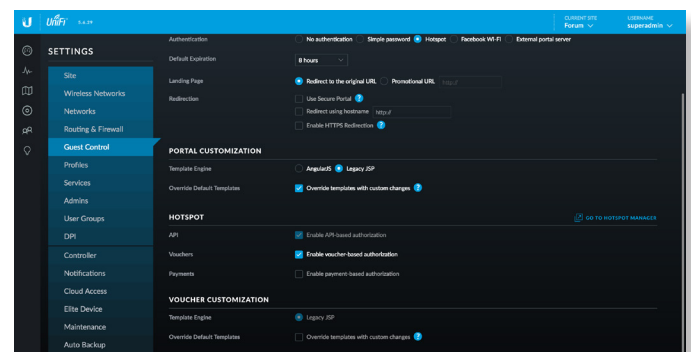 UniFi 5.6.29
CURRENT SITE
Forum
USERNAME
superadmin
SETTINGS
Site
Wireless Networks
Networks
Routing & Firewall
Guest Control
Profiles
Services
Admins
User Groups
DPI
Controller
Notifications
Cloud Access
Elite Device
Maintenance
Auto Backup
Authentication No authentication Simple password Hotspot Facebook Wi-Fi External portal server
Default Expiration 8 hours
Landing Page Redirect to the original URL Promotional URL http://
Redirection Use Secure Portal ?
Redirect using hostname http://
Enable HTTPS Redirection ?
PORTAL CUSTOMIZATION
Template Engine AngularJS Legacy JSP
Override Default Templates Override templates with custom changes ?
HOTSPOT GO TO HOTSPOT MANAGER
API Enable API-based authorization
Vouchers Enable voucher-based authorization
Payments Enable payment-based authorization
VOUCHER CUSTOMIZATION
Template Engine Legacy JSP
Override Default Templates Override templates with custom changes ?